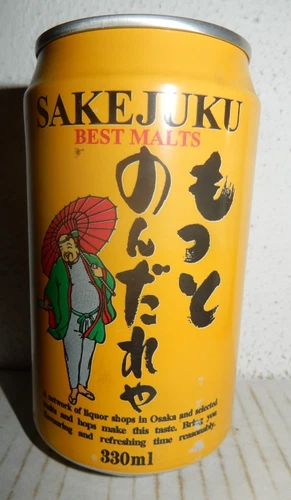 SAKEJUKU
BEST MALTS
もっと
のんだれや
A network of liquor shops in Osaka and selected
malts and hops make this taste. Bring you
and refreshing time reasonably.
330ml